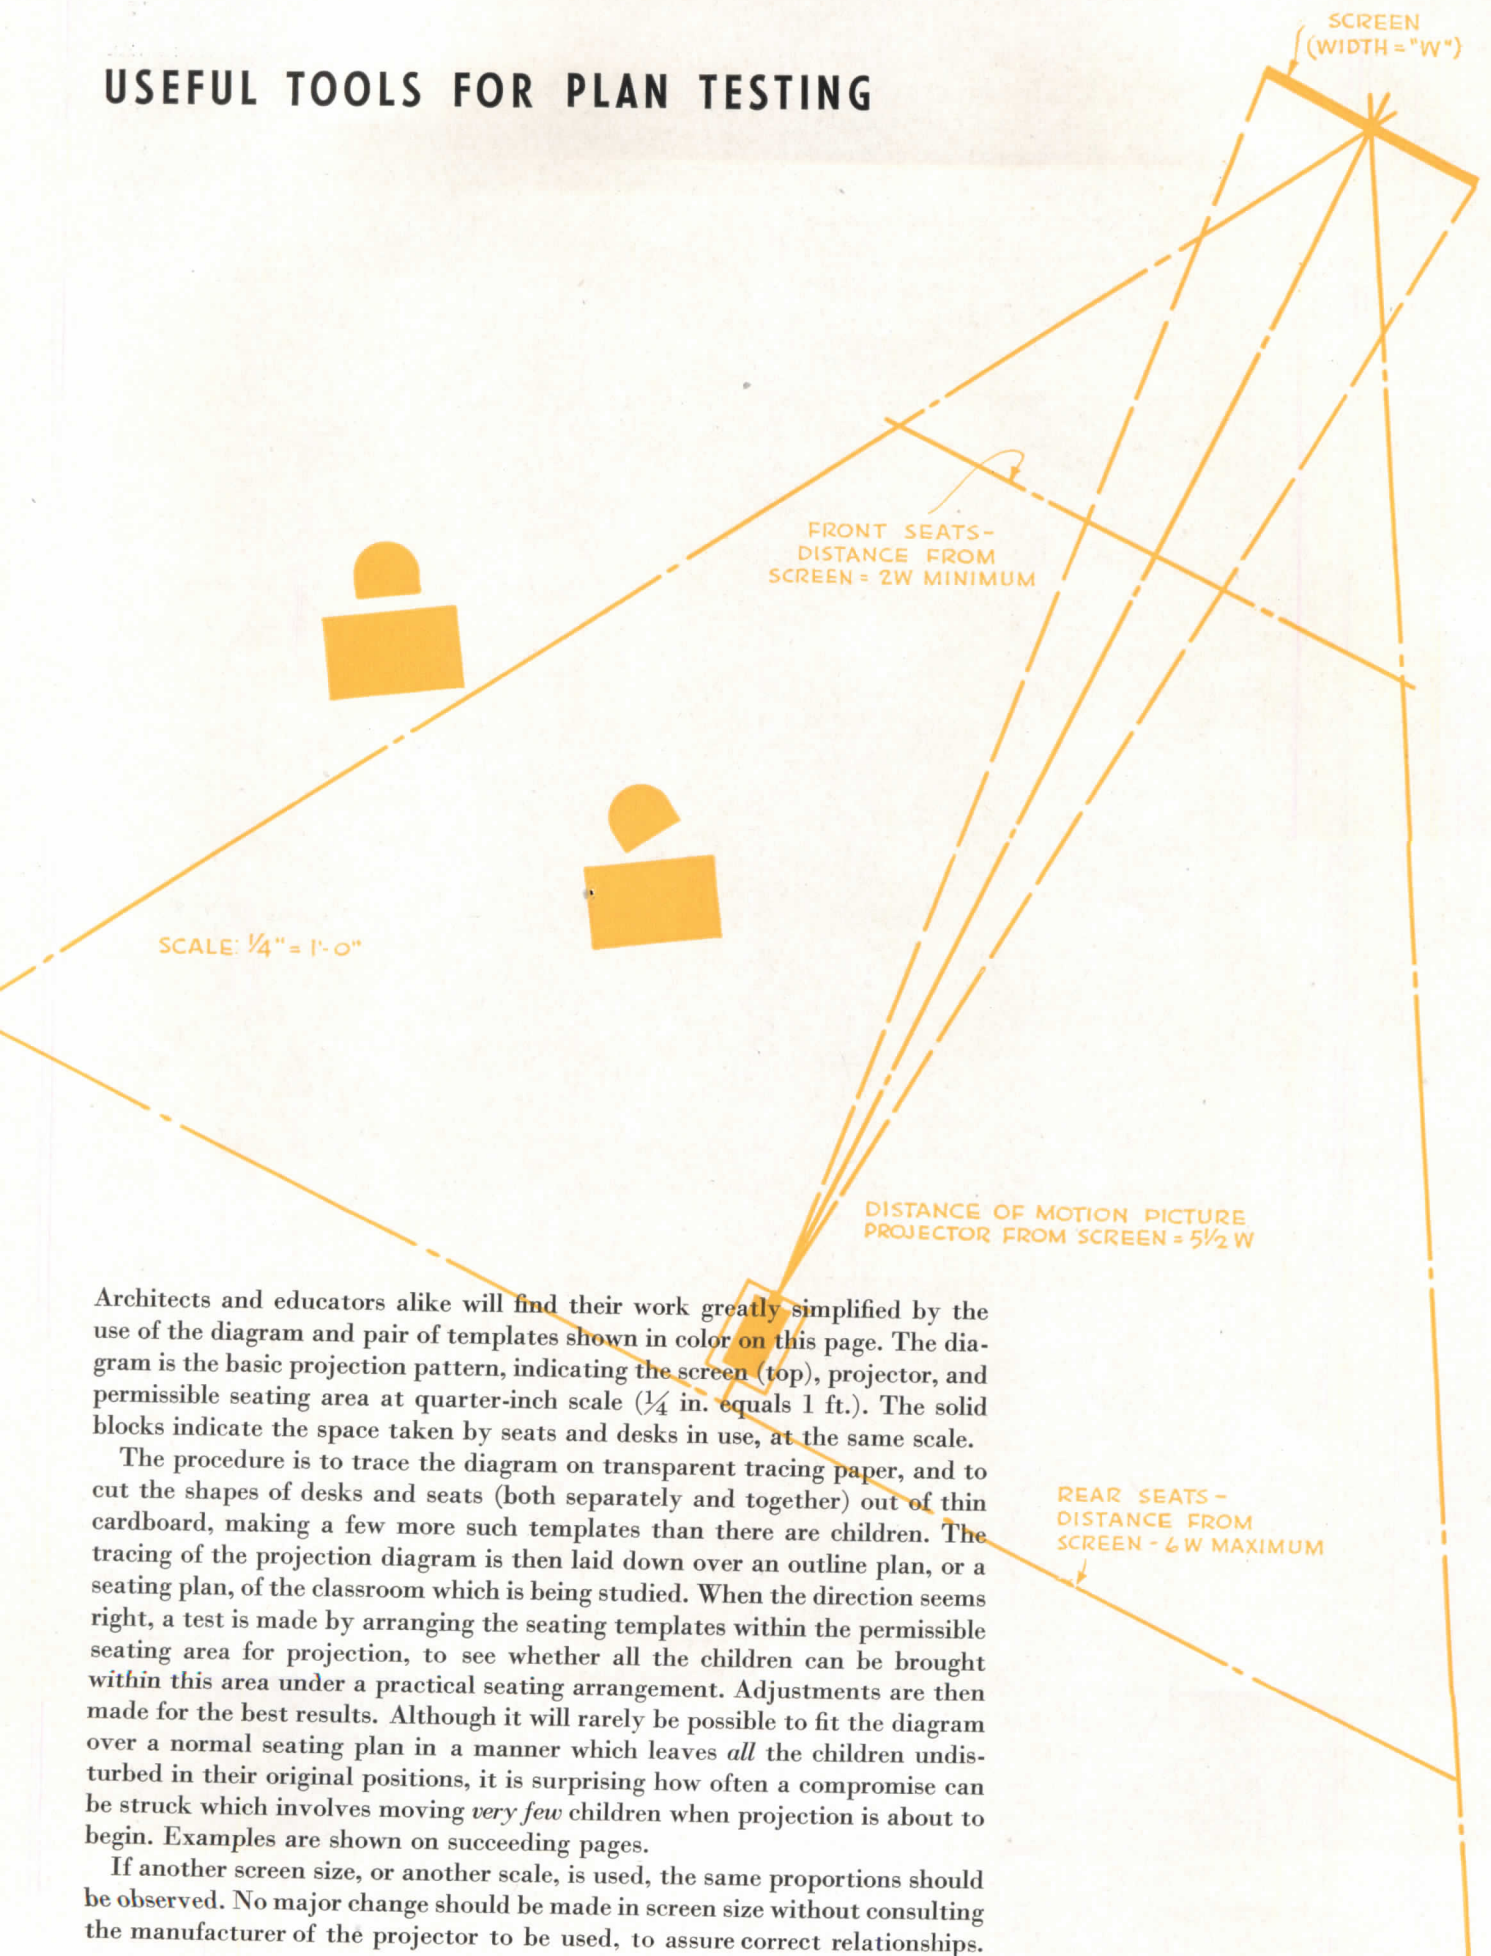 SCREEN
(WIDTH = "W")
USEFUL TOOLS FOR PLAN TESTING
FRONT SEATS-
DISTANCE FROM
SCREEN = 2W MINIMUM
SCALE: ¼" = 1'-0"
DISTANCE OF MOTION PICTURE
PROJECTOR FROM SCREEN = 5½ W
Architects and educators alike will find their work greatly simplified by the
use of the diagram and pair of templates shown in color on this page. The dia-
gram is the basic projection pattern, indicating the screen (top), projector, and
permissible seating area at quarter-inch scale (¼ in. equals 1 ft.). The solid
blocks indicate the space taken by seats and desks in use, at the same scale.
The procedure is to trace the diagram on transparent tracing paper, and to
cut the shapes of desks and seats (both separately and together) out of thin
cardboard, making a few more such templates than there are children. The
tracing of the projection diagram is then laid down over an outline plan, or a
seating plan, of the classroom which is being studied. When the direction seems
right, a test is made by arranging the seating templates within the permissible
seating area for projection, to see whether all the children can be brought
within this area under a practical seating arrangement. Adjustments are then
made for the best results. Although it will rarely be possible to fit the diagram
over a normal seating plan in a manner which leaves all the children undis-
turbed in their original positions, it is surprising how often a compromise can
be struck which involves moving very few children when projection is about to
begin. Examples are shown on succeeding pages.
If another screen size, or another scale, is used, the same proportions should
be observed. No major change should be made in screen size without consulting
the manufacturer of the projector to be used, to assure correct relationships.
REAR SEATS -
DISTANCE FROM
SCREEN - 6 W MAXIMUM